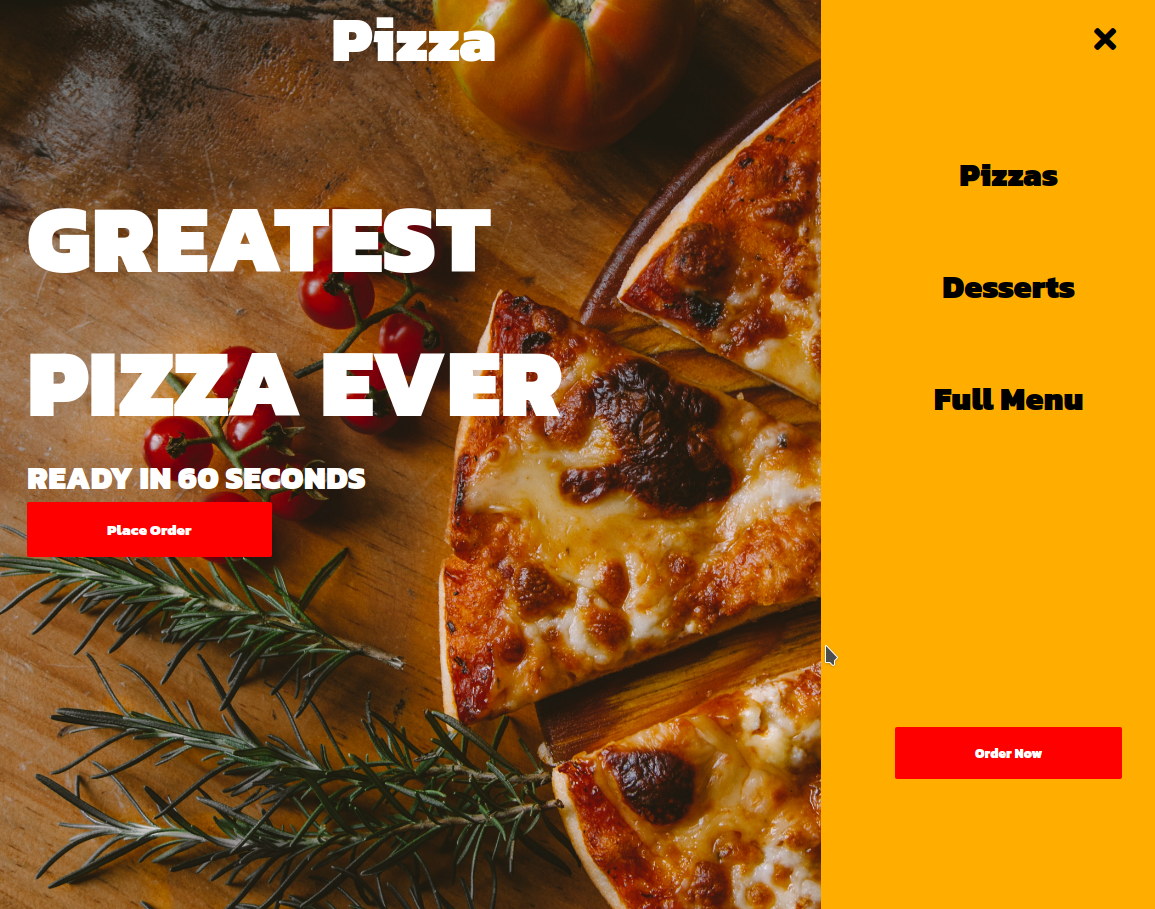 Pizza
GREATEST
PIZZA EVER
READY IN 60 SECONDS
Place Order
Pizzas
Desserts
Full Menu
Order Now